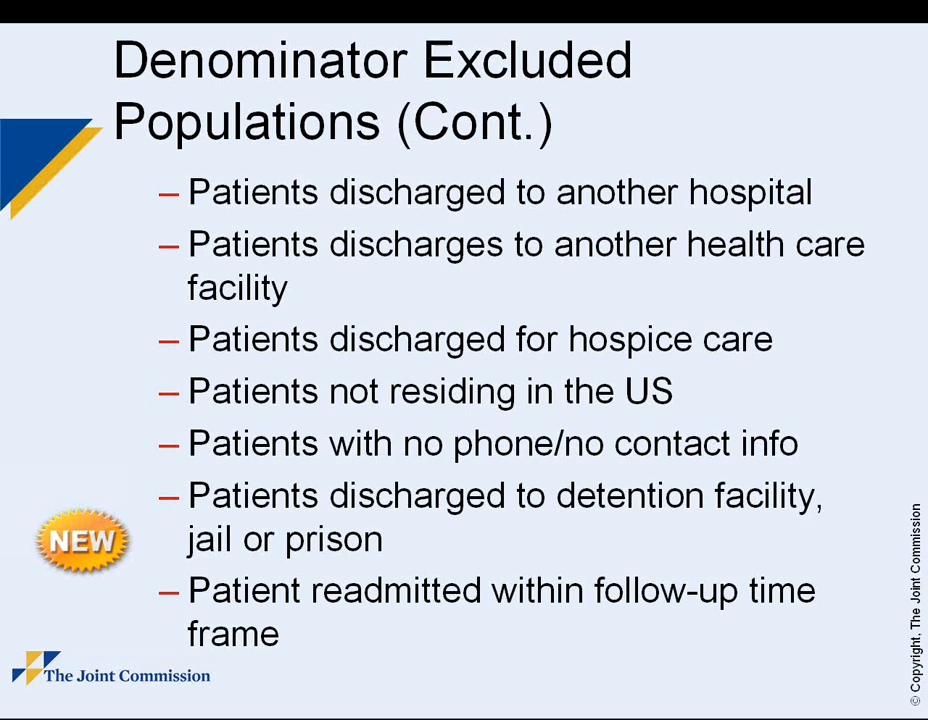 Denominator Excluded
Populations (Cont.)
– Patients discharged to another hospital
– Patients discharges to another health care
facility
– Patients discharged for hospice care
– Patients not residing in the US
– Patients with no phone/no contact info
– Patients discharged to detention facility,
jail or prison
NEW
– Patient readmitted within follow-up time
frame
The Joint Commission
© Copyright, The Joint Commission